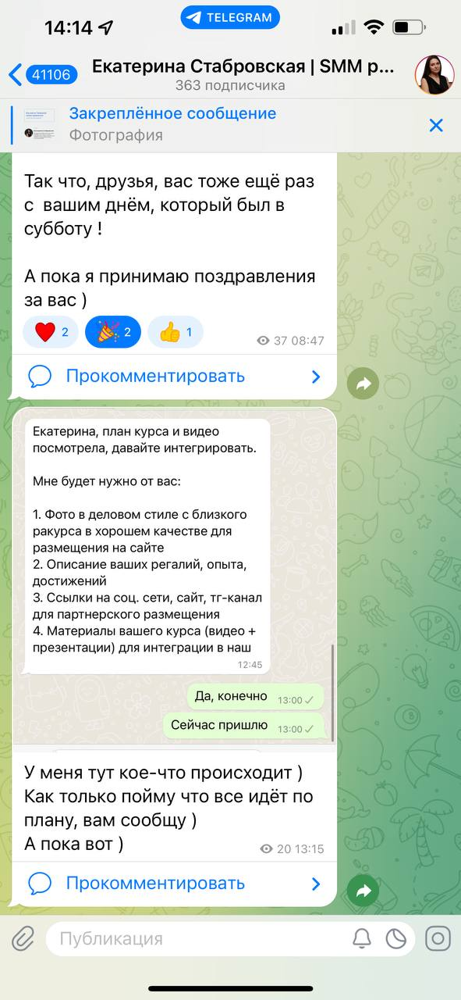 14:14
TELEGRAM
41106
Екатерина Стабровская | SMM р...
363 подписчика
Закреплённое сообщение
Фотография
Так что, друзья, вас тоже ещё раз
с вашим днём, который был в
субботу !
А пока я принимаю поздравления
за вас )
2 2 1
37 08:47
Прокомментировать
Екатерина, план курса и видео
посмотрела, давайте интегрировать.
Мне будет нужно от вас:
1. Фото в деловом стиле с близкого
ракурса в хорошем качестве для
размещения на сайте
2. Описание ваших регалий, опыта,
достижений
3. Ссылки на соц. сети, сайт, тг-канал
для партнерского размещения
4. Материалы вашего курса (видео +
презентации) для интеграции в наш
12:45
Да, конечно 13:00
Сейчас пришлю 13:00
У меня тут кое-что происходит )
Как только пойму что все идёт по
плану, вам сообщу )
А пока вот )
20 13:15
Прокомментировать
Публикация